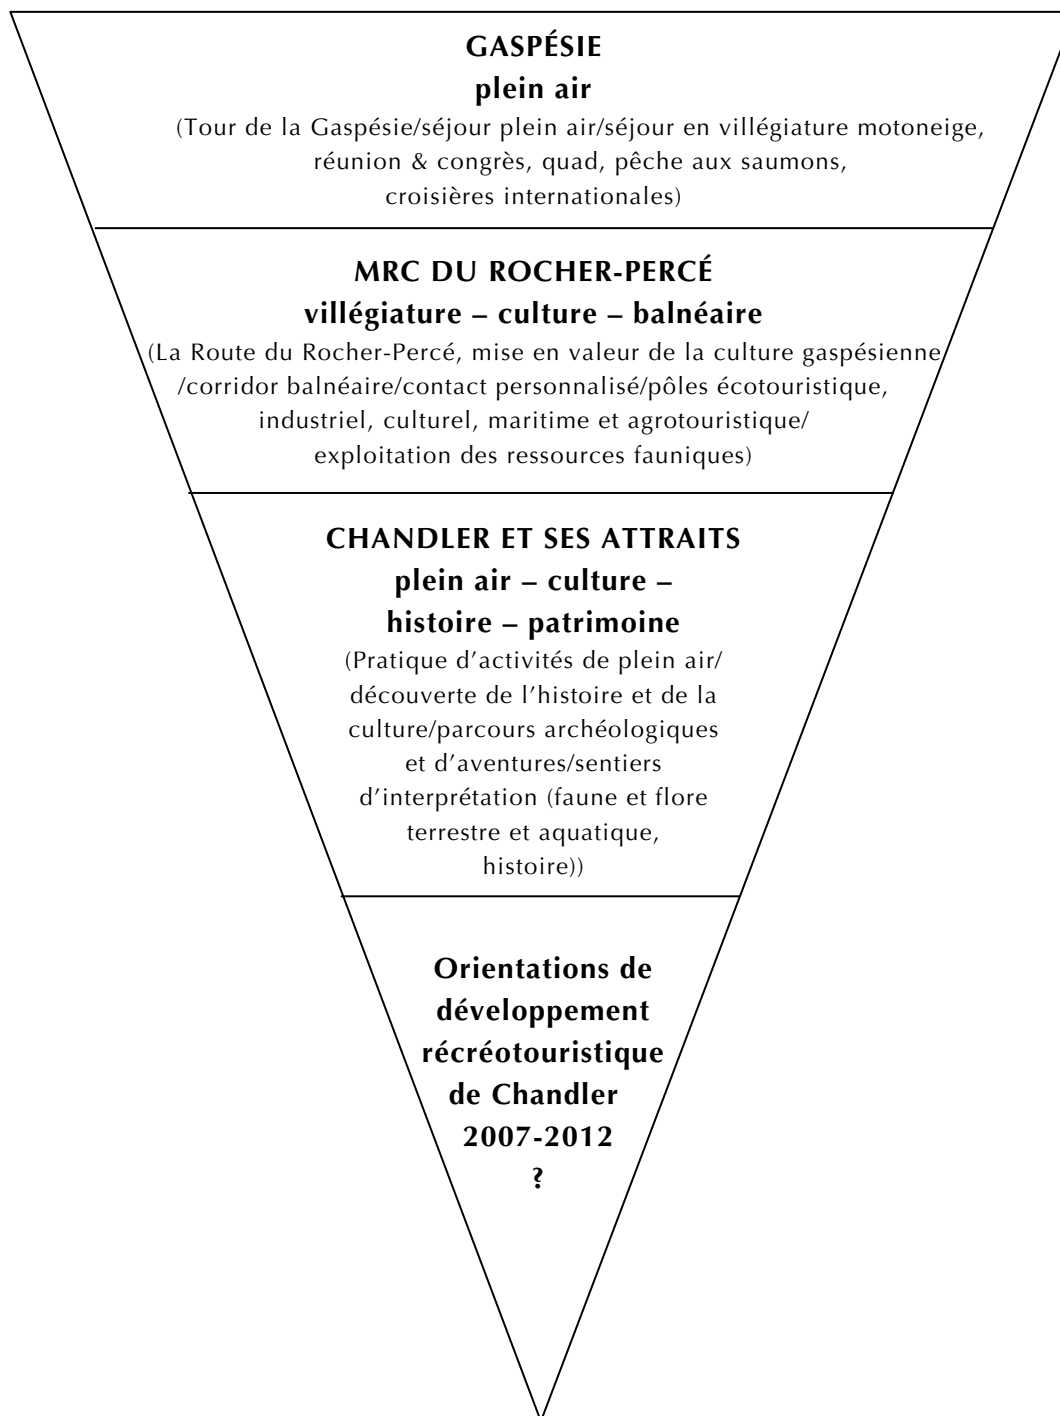 GASPÉSIE
plein air
(Tour de la Gaspésie/séjour plein air/séjour en villégiature motoneige,
réunion & congrès, quad, pêche aux saumons,
croisières internationales)
MRC DU ROCHER-PERCÉ
villégiature – culture – balnéaire
(La Route du Rocher-Percé, mise en valeur de la culture gaspésienne
/corridor balnéaire/contact personnalisé/pôles écotouristique,
industriel, culturel, maritime et agrotouristique/
exploitation des ressources fauniques)
CHANDLER ET SES ATTRAITS
plein air – culture –
histoire – patrimoine
(Pratique d’activités de plein air/
découverte de l’histoire et de la
culture/parcours archéologiques
et d’aventures/sentiers
d’interprétation (faune et flore
terrestre et aquatique,
histoire))
Orientations de
développement
récréotouristique
de Chandler
2007-2012
?